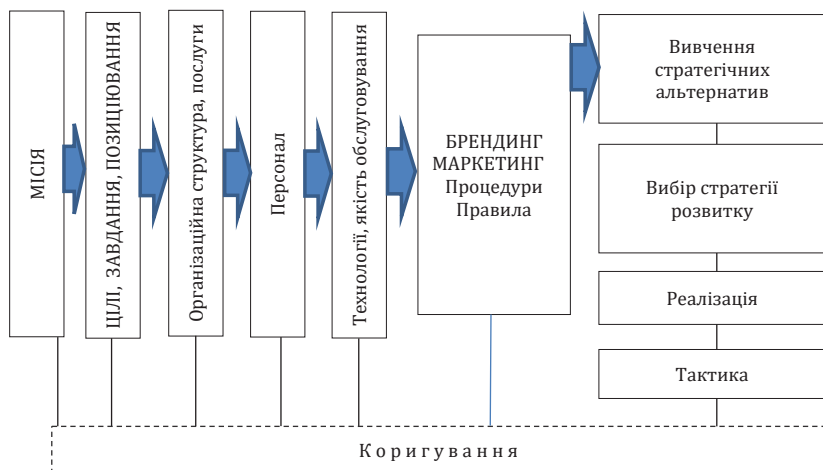 МІСІЯ
ЦІЛІ, ЗАВДАННЯ, ПОЗИЦІЮВАННЯ
Організаційна структура, послуги
Персонал
Технології, якість обслуговування
БРЕНДИНГ
МАРКЕТИНГ
Процедури
Правила
Вивчення
стратегічних
альтернатив
Вибір стратегії
розвитку
Реалізація
Тактика
Коригування